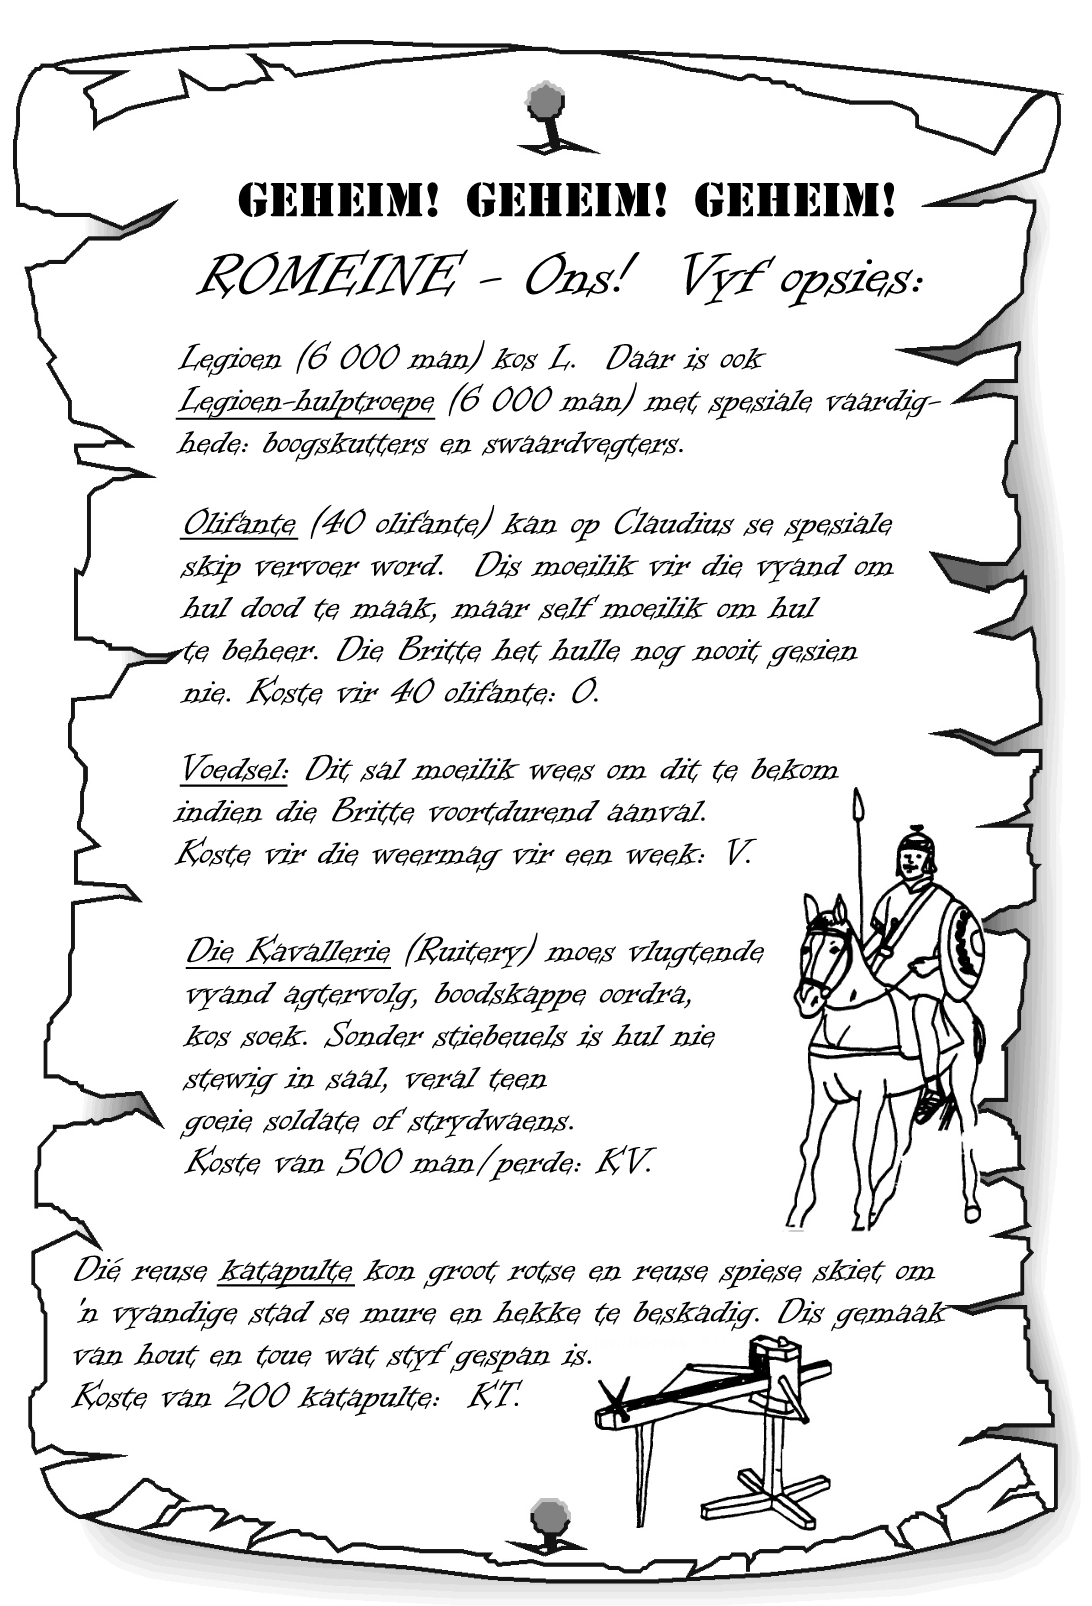 GEHEIM! GEHEIM! GEHEIM!
ROMEINE - Ons! Vyf opsies:
Legioen (6 000 man) kos L. Daar is ook
Legioen-hulptroepe (6 000 man) met spesiale vaardig-
hede: boogskutters en swaardvegters.
Olifante (40 olifante) kan op Claudius se spesiale
skip vervoer word. Dis moeilik vir die vyand om
hul dood te maak, maar self moeilik om hul
te beheer. Die Britte het hulle nog nooit gesien
nie. Koste vir 40 olifante: O.
Voedsel: Dit sal moeilik wees om dit te bekom
indien die Britte voortdurend aanval.
Koste vir die weermag vir een week: V.
Die Kavallerie (Ruitery) moes vlugtende
vyand agtervolg, boodskappe oordra,
kos soek. Sonder stiebeuels is hul nie
stewig in saal, veral teen
goeie soldate of strydwaens.
Koste van 500 man/perde: KV.
Dié reuse katapulte kon groot rotse en reuse spiese skiet om
'n vyandige stad se mure en hekke te beskadig. Dis gemaak
van hout en toue wat styf gespan is.
Koste van 200 katapulte: KT.